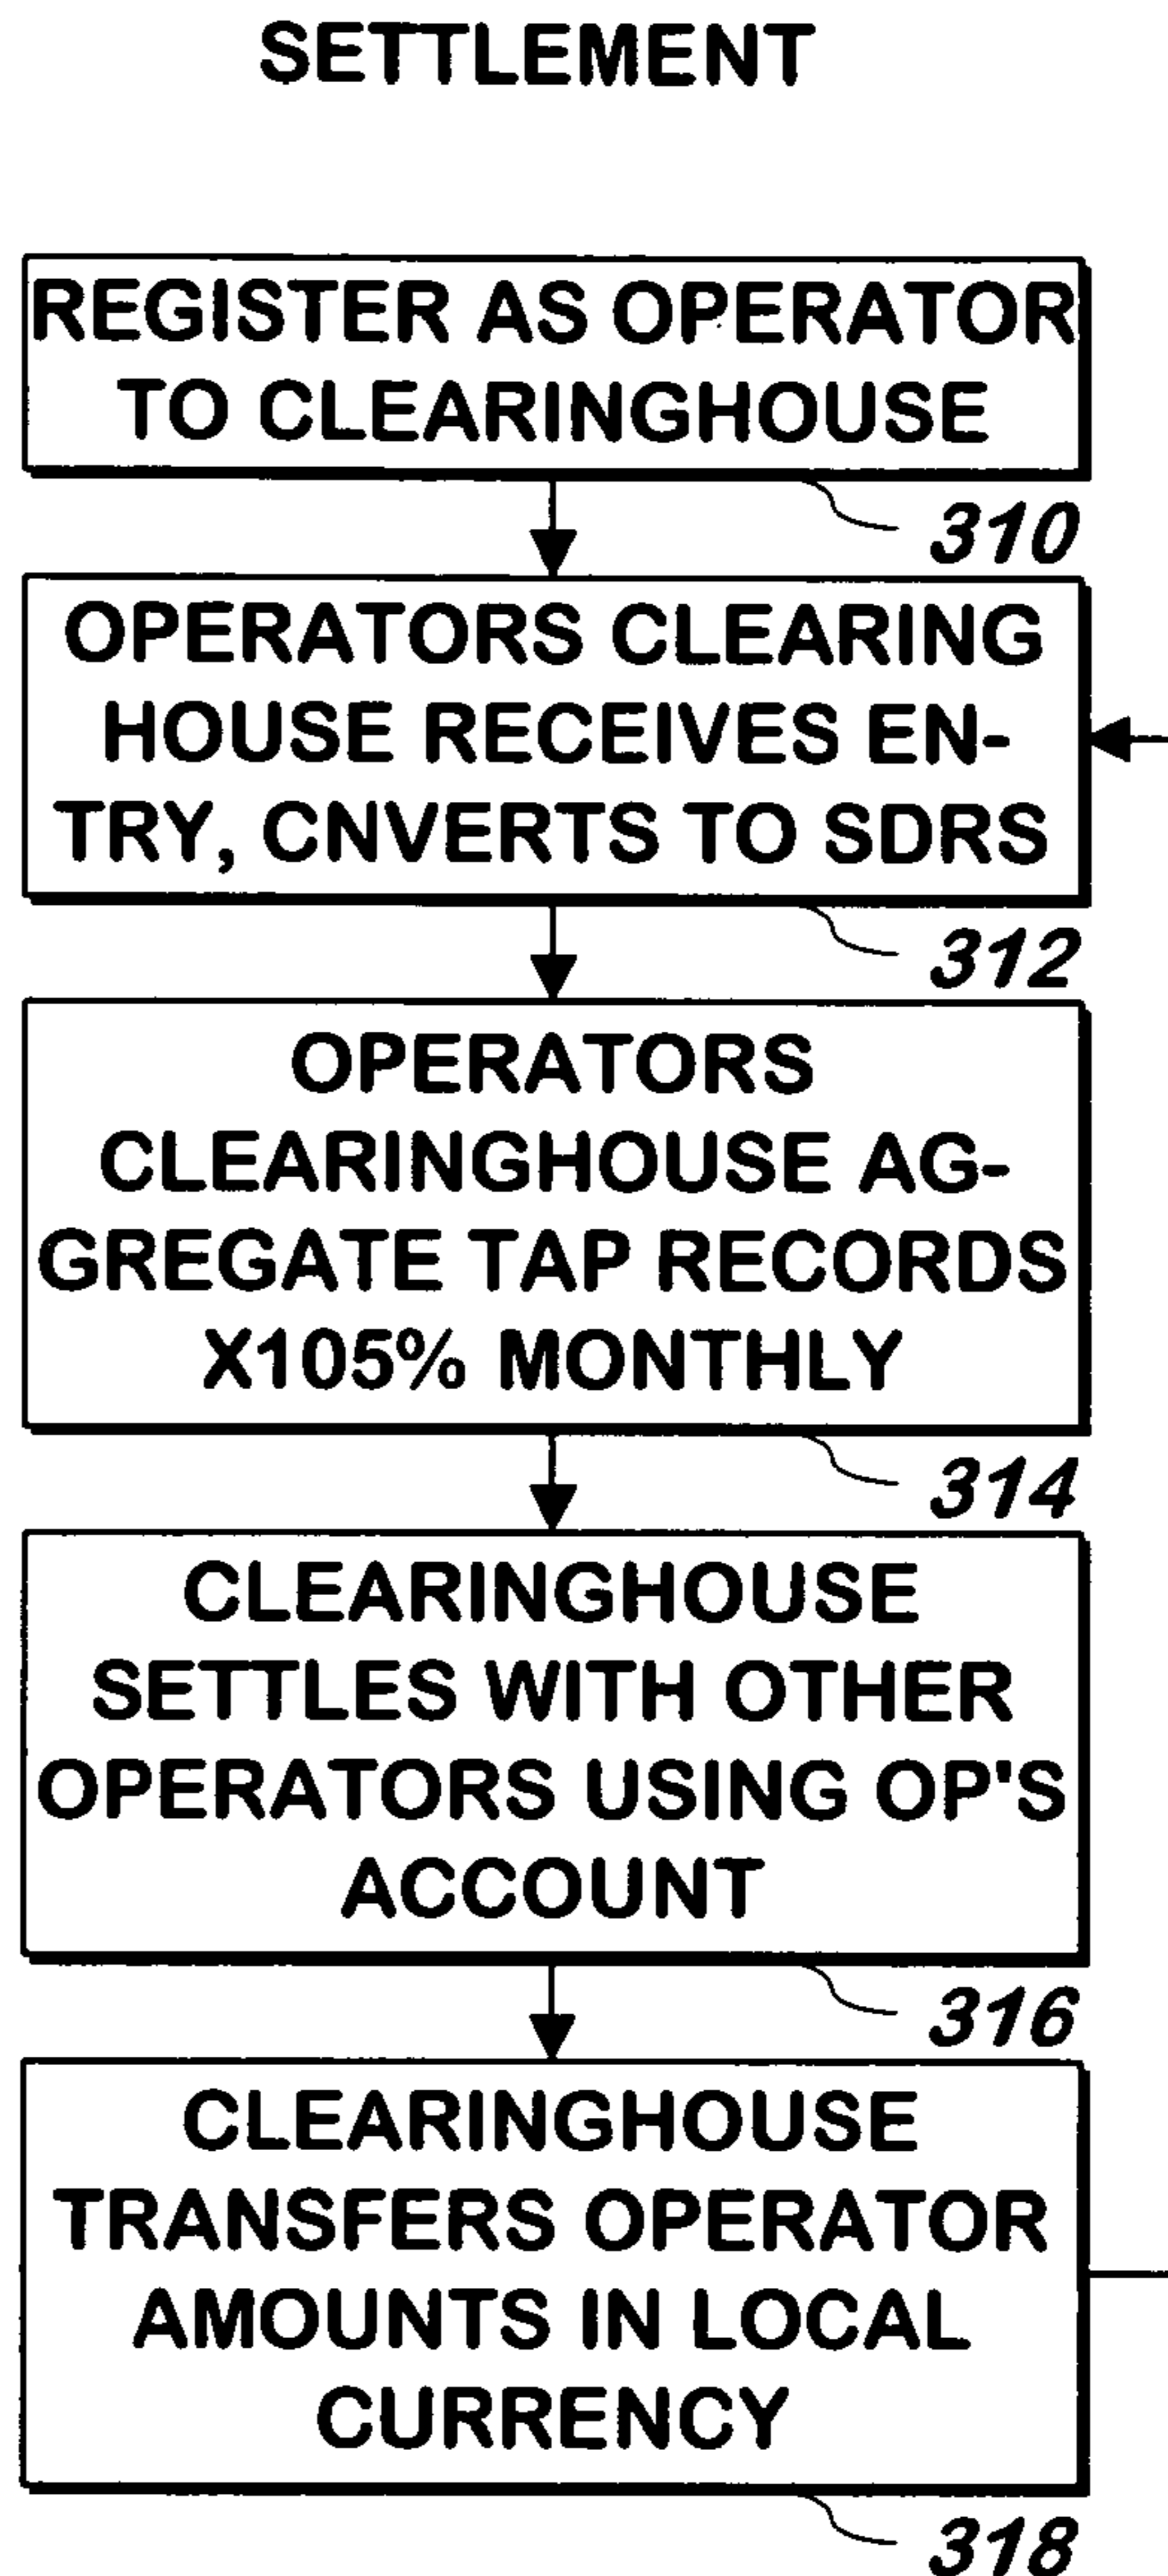 SETTLEMENT
REGISTER AS OPERATOR
TO CLEARINGHOUSE
310
OPERATORS CLEARING
HOUSE RECEIVES EN-
TRY, CNVERTS TO SDRS
312
OPERATORS
CLEARINGHOUSE AG-
GREGATE TAP RECORDS
X105% MONTHLY
314
CLEARINGHOUSE
SETTLES WITH OTHER
OPERATORS USING OP'S
ACCOUNT
316
CLEARINGHOUSE
TRANSFERS OPERATOR
AMOUNTS IN LOCAL
CURRENCY
318